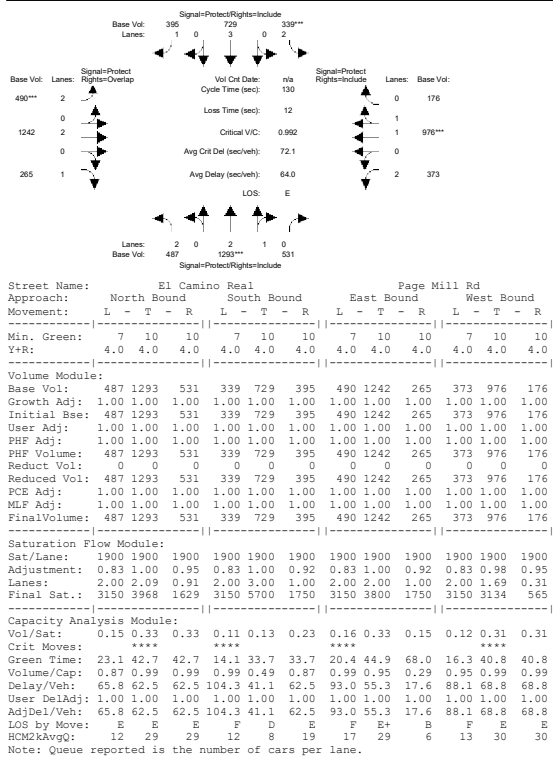 Signal=Protect/Rights=Include
Base Vol: 395 729 339***
Lanes: 1 0 3 0 2
Signal=Protect Signal=Protect
Base Vol: Lanes: Rights=Overlap Vol Cnt Date: n/a Rights=Include Lanes: Base Vol:
Cycle Time (sec): 130
490*** 2 0 176
Loss Time (sec): 12
0 1
1242 2 Critical V/C: 0.992 1 976***
0 Avg Crit Del (sec/veh): 72.1 0
265 1 Avg Delay (sec/veh): 64.0 2 373
LOS: E
Lanes: 2 0 2 1 0
Base Vol: 487 1293*** 531
Signal=Protect/Rights=Include
Street Name: El Camino Real Page Mill Rd
Approach: North Bound South Bound East Bound West Bound
Movement: L - T - R L - T - R L - T - R L - T - R
------------|---------------||---------------||---------------||---------------|
Min. Green: 7 10 10 7 10 10 7 10 10 7 10 10
Y+R: 4.0 4.0 4.0 4.0 4.0 4.0 4.0 4.0 4.0 4.0 4.0 4.0
------------|---------------||---------------||---------------||---------------|
Volume Module:
Base Vol: 487 1293 531 339 729 395 490 1242 265 373 976 176
Growth Adj: 1.00 1.00 1.00 1.00 1.00 1.00 1.00 1.00 1.00 1.00 1.00 1.00
Initial Bse: 487 1293 531 339 729 395 490 1242 265 373 976 176
User Adj: 1.00 1.00 1.00 1.00 1.00 1.00 1.00 1.00 1.00 1.00 1.00 1.00
PHF Adj: 1.00 1.00 1.00 1.00 1.00 1.00 1.00 1.00 1.00 1.00 1.00 1.00
PHF Volume: 487 1293 531 339 729 395 490 1242 265 373 976 176
Reduct Vol: 0 0 0 0 0 0 0 0 0 0 0 0
Reduced Vol: 487 1293 531 339 729 395 490 1242 265 373 976 176
PCE Adj: 1.00 1.00 1.00 1.00 1.00 1.00 1.00 1.00 1.00 1.00 1.00 1.00
MLF Adj: 1.00 1.00 1.00 1.00 1.00 1.00 1.00 1.00 1.00 1.00 1.00 1.00
FinalVolume: 487 1293 531 339 729 395 490 1242 265 373 976 176
------------|---------------||---------------||---------------||---------------|
Saturation Flow Module:
Sat/Lane: 1900 1900 1900 1900 1900 1900 1900 1900 1900 1900 1900 1900
Adjustment: 0.83 1.00 0.95 0.83 1.00 0.92 0.83 1.00 0.92 0.83 0.98 0.95
Lanes: 2.00 2.09 0.91 2.00 3.00 1.00 2.00 2.00 1.00 2.00 1.69 0.31
Final Sat.: 3150 3968 1629 3150 5700 1750 3150 3800 1750 3150 3134 565
------------|---------------||---------------||---------------||---------------|
Capacity Analysis Module:
Vol/Sat: 0.15 0.33 0.33 0.11 0.13 0.23 0.16 0.33 0.15 0.12 0.31 0.31
Crit Moves: **** **** **** ****
Green Time: 23.1 42.7 42.7 14.1 33.7 33.7 20.4 44.9 68.0 16.3 40.8 40.8
Volume/Cap: 0.87 0.99 0.99 0.99 0.49 0.87 0.99 0.95 0.29 0.95 0.99 0.99
Delay/Veh: 65.8 62.5 62.5 104.3 41.1 62.5 93.0 55.3 17.6 88.1 68.8 68.8
User DelAdj: 1.00 1.00 1.00 1.00 1.00 1.00 1.00 1.00 1.00 1.00 1.00 1.00
AdjDel/Veh: 65.8 62.5 62.5 104.3 41.1 62.5 93.0 55.3 17.6 88.1 68.8 68.8
LOS by Move: E E E F D E F E+ B F E E
HCM2kAvgQ: 12 29 29 12 8 19 17 29 6 13 30 30
Note: Queue reported is the number of cars per lane.